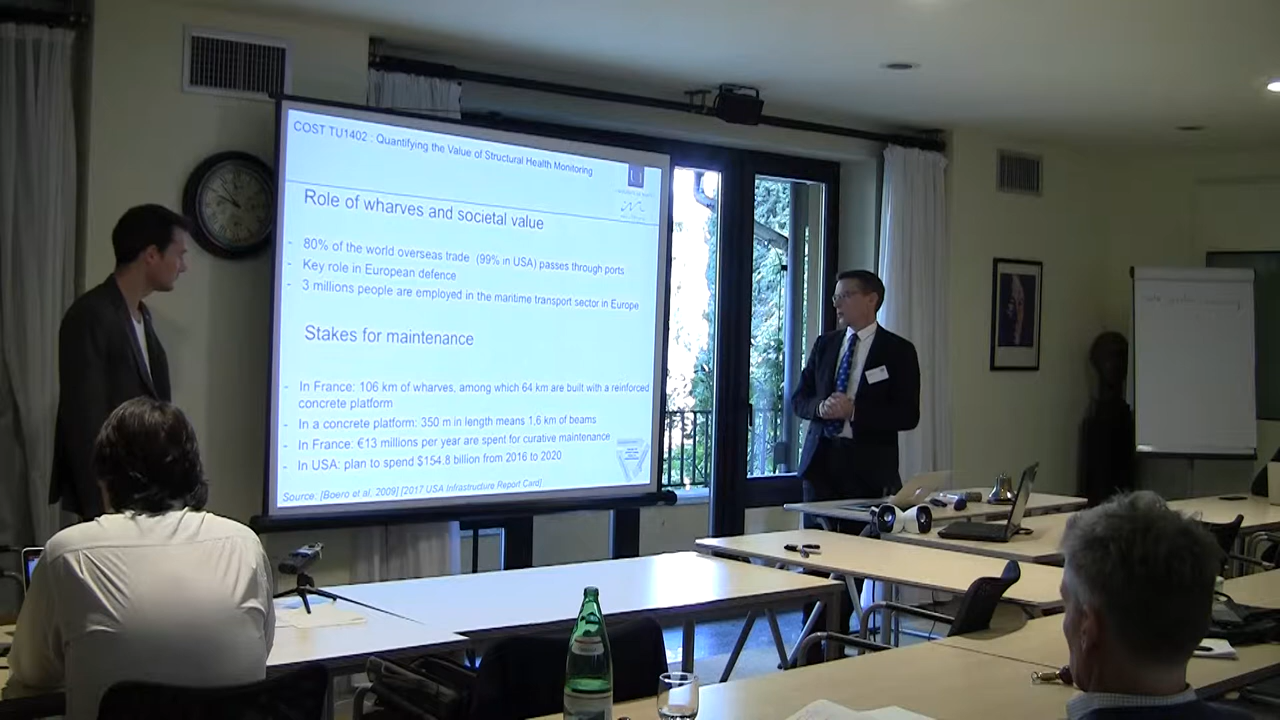 COST TU1402 : Quantifying the Value of Structural Health Monitoring
Role of wharves and societal value
- 80% of the world overseas trade (99% in USA) passes through ports
- Key role in European defence
- 3 millions people are employed in the maritime transport sector in Europe
Stakes for maintenance
- In France: 106 km of wharves, among which 64 km are built with a reinforced
concrete platform
- In a concrete platform: 350 m in length means 1,6 km of beams
- In France: €13 millions per year are spent for curative maintenance
- In USA: plan to spend $154.8 billion from 2016 to 2020
Source: [Boero et al. 2009] [2017 USA Infrastructure Report Card]